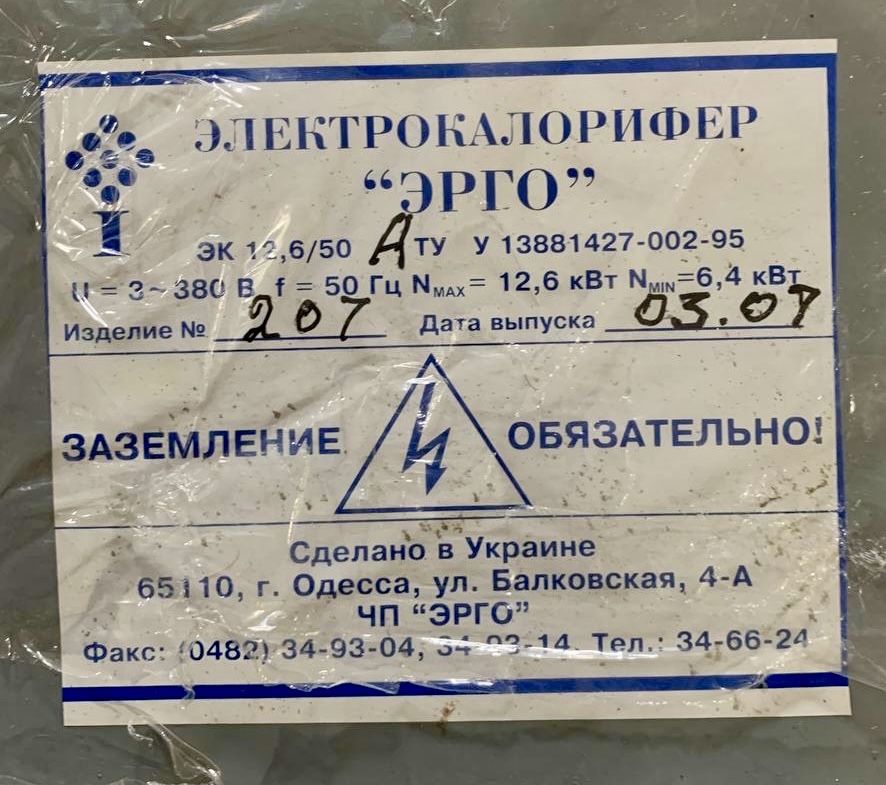 ЭЛЕКТРОКАЛОРИФЕР
“ЭРГО”
ЭК 12,6/50 А ТУ У 13881427-002-95
U = 3~380 В f = 50 Гц NMAX= 12,6 кВт NMIN=6,4 кВт
Изделие № 207 Дата выпуска 03.07
ЗАЗЕМЛЕНИЕ ОБЯЗАТЕЛЬНО!
Сделано в Украине
65110, г. Одесса, ул. Балковская, 4-А
ЧП “ЭРГО”
Факс: (0482) 34-93-04, 34-93-14. Тел.: 34-66-24